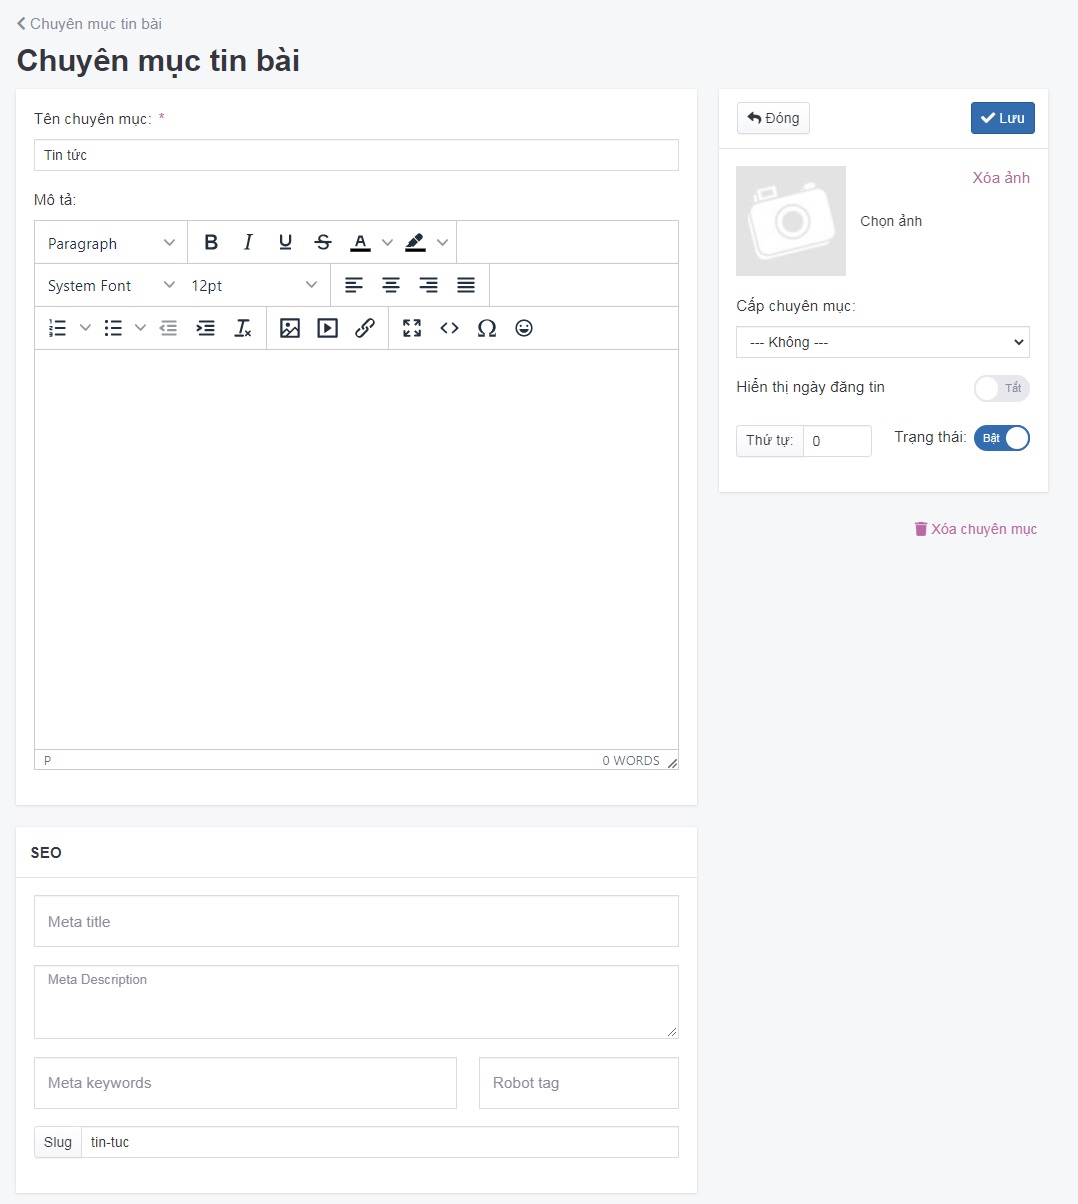 Chuyên mục tin bài
Chuyên mục tin bài
Tên chuyên mục: *
Tin tức
Mô tả:
Paragraph
B I U S A
System Font 12pt
P 0 WORDS
SEO
Meta title
Meta Description
Meta keywords Robot tag
Slug tin-tuc
Đóng Lưu
Xóa ảnh
Chọn ảnh
Cấp chuyên mục:
--- Không ---
Hiển thị ngày đăng tin Tắt
Thứ tự: 0 Trạng thái: Bật
Xóa chuyên mục